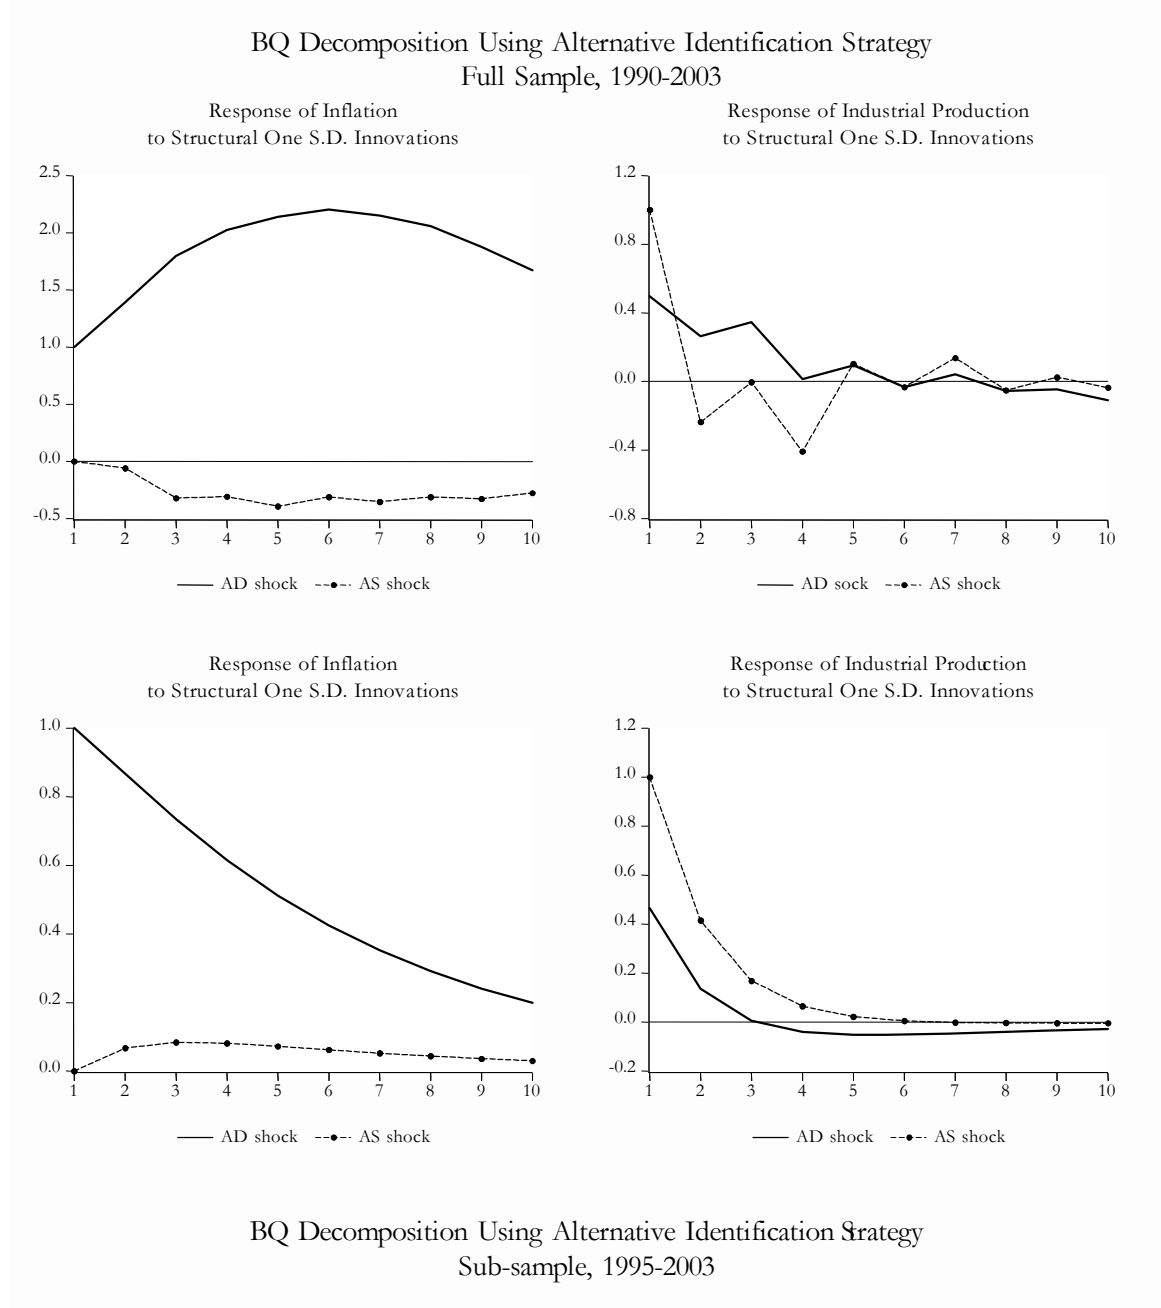 BQ Decomposition Using Alternative Identification Strategy
Full Sample, 1990-2003
Response of Inflation
to Structural One S.D. Innovations
2.5
2.0
1.5
1.0
0.5
0.0
-0.5
1 2 3 4 5 6 7 8 9 10
AD shock AS shock
Response of Industrial Production
to Structural One S.D. Innovations
1.2
0.8
0.4
0.0
-0.4
-0.8
1 2 3 4 5 6 7 8 9 10
AD sock AS shock
Response of Inflation
to Structural One S.D. Innovations
1.0
0.8
0.6
0.4
0.2
0.0
1 2 3 4 5 6 7 8 9 10
AD shock AS shock
Response of Industrial Production
to Structural One S.D. Innovations
1.2
1.0
0.8
0.6
0.4
0.2
0.0
-0.2
1 2 3 4 5 6 7 8 9 10
AD shock AS shock
BQ Decomposition Using Alternative Identification Strategy
Sub-sample, 1995-2003